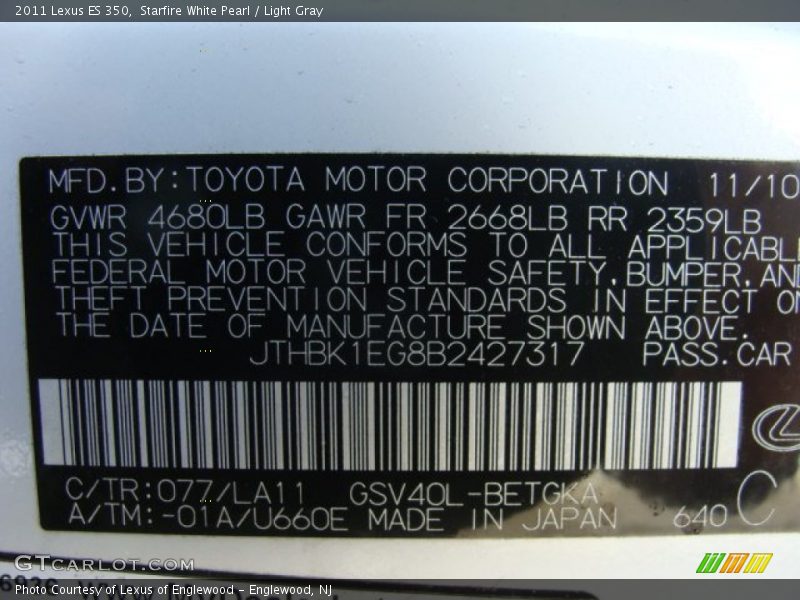 2011 Lexus ES 350, Starfire White Pearl / Light Gray
MFD.BY:TOYOTA MOTOR CORPORATION 11/10
GVWR 4680LB GAWR FR 2668LB RR 2359LB
THIS VEHICLE CONFORMS TO ALL APPLICABL
FEDERAL MOTOR VEHICLE SAFETY,BUMPER,AN
THEFT PREVENTION STANDARDS IN EFFECT O
THE DATE OF MANUFACTURE SHOWN ABOVE.
JTHBK1EG8B2427317 PASS.CAR
C/TR:077/LA11 GSV40L-BETGKA
A/TM:-01A/U660E MADE IN JAPAN 640 C
GTCarLot.com
Photo Courtesy of Lexus of Englewood - Englewood, NJ